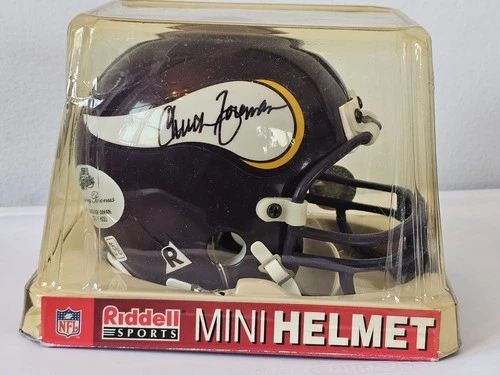 Chuck Foreman
R
NFL
Riddell
SPORTS
MINI HELMET